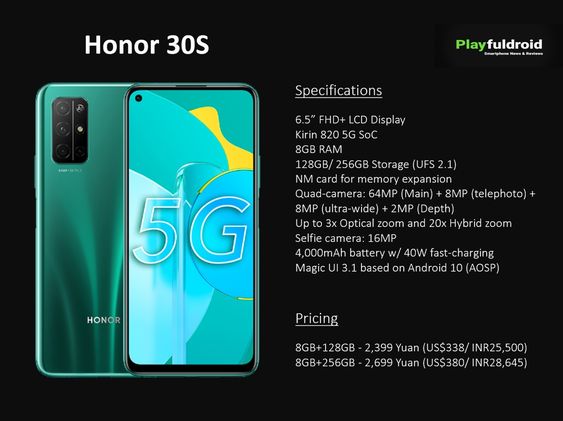 Honor 30S
Playfuldroid
Smartphone News & Reviews
Specifications
6.5” FHD+ LCD Display
Kirin 820 5G SoC
8GB RAM
128GB/ 256GB Storage (UFS 2.1)
NM card for memory expansion
Quad-camera: 64MP (Main) + 8MP (telephoto) +
8MP (ultra-wide) + 2MP (Depth)
Up to 3x Optical zoom and 20x Hybrid zoom
Selfie camera: 16MP
4,000mAh battery w/ 40W fast-charging
Magic UI 3.1 based on Android 10 (AOSP)
Pricing
8GB+128GB - 2,399 Yuan (US$338/ INR25,500)
8GB+256GB - 2,699 Yuan (US$380/ INR28,645)
5G
HONOR